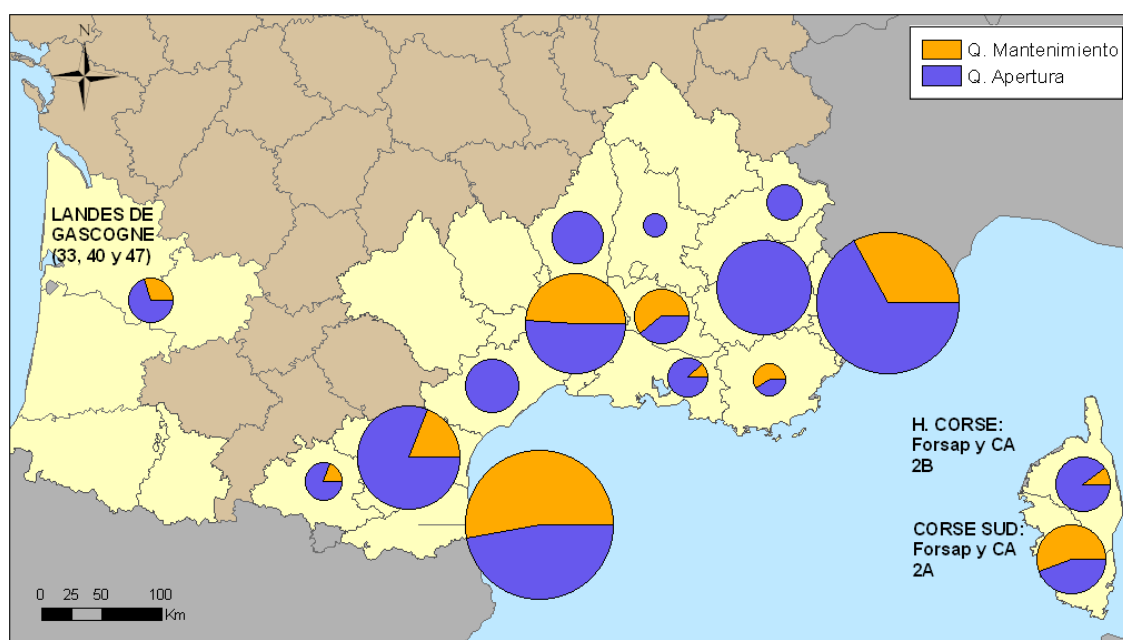 N
Q. Mantenimiento
Q. Apertura
LANDES DE
GASCOGNE
(33, 40 y 47)
H. CORSE:
Forsap y CA
2B
CORSE SUD:
Forsap y CA
2A
0 25 50 100
Km